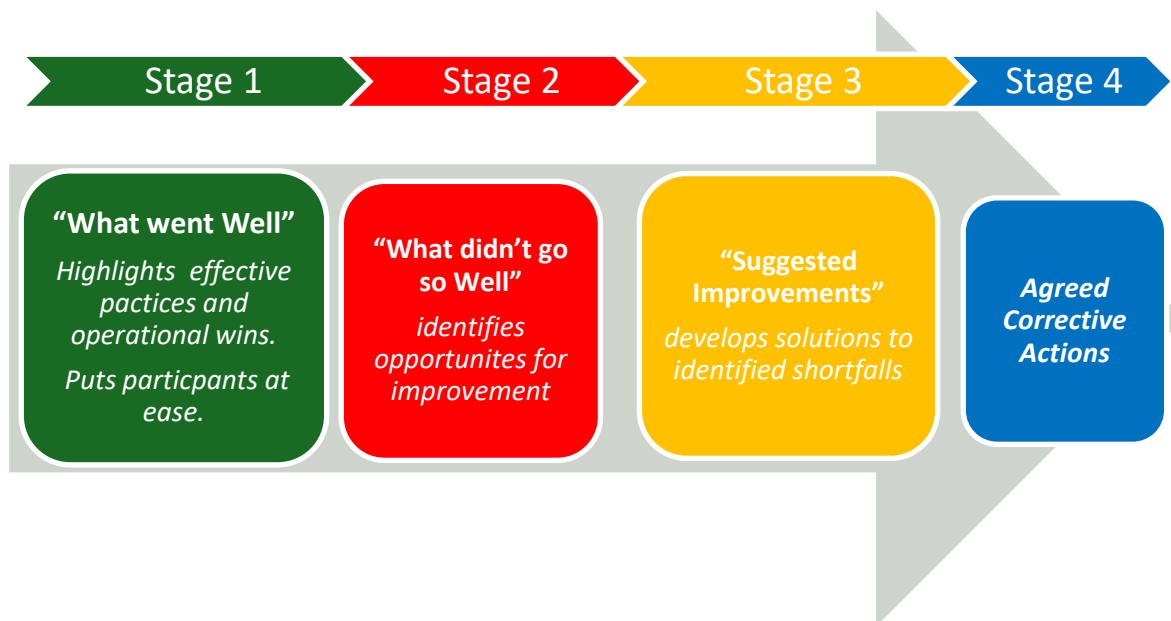 Stage 1
Stage 2
Stage 3
Stage 4
“What went Well”
Highlights  effective
pactices and
operational wins.
Puts particpants at
ease.
“What didn’t go
so Well”
identifies
opportunites for
improvement
“Suggested
Improvements”
develops solutions to
identified shortfalls
Agreed
Corrective
Actions